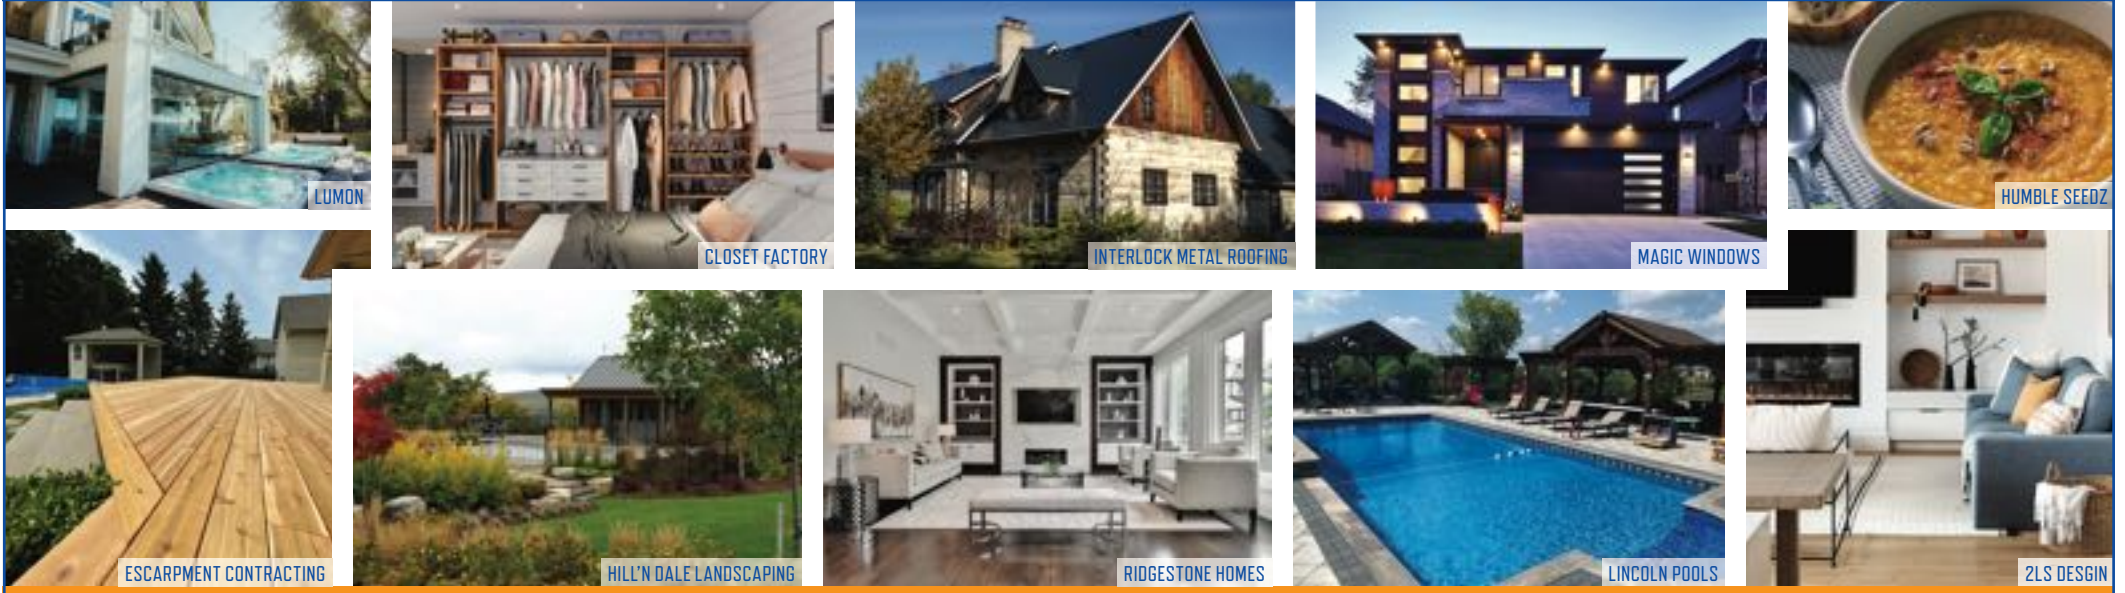 LUMON
CLOSET FACTORY
INTERLOCK METAL ROOFING
MAGIC WINDOWS
HUMBLE SEEDZ
ESCARPMENT CONTRACTING
HILL'N DALE LANDSCAPING
RIDGESTONE HOMES
LINCOLN POOLS
2LS DESGIN